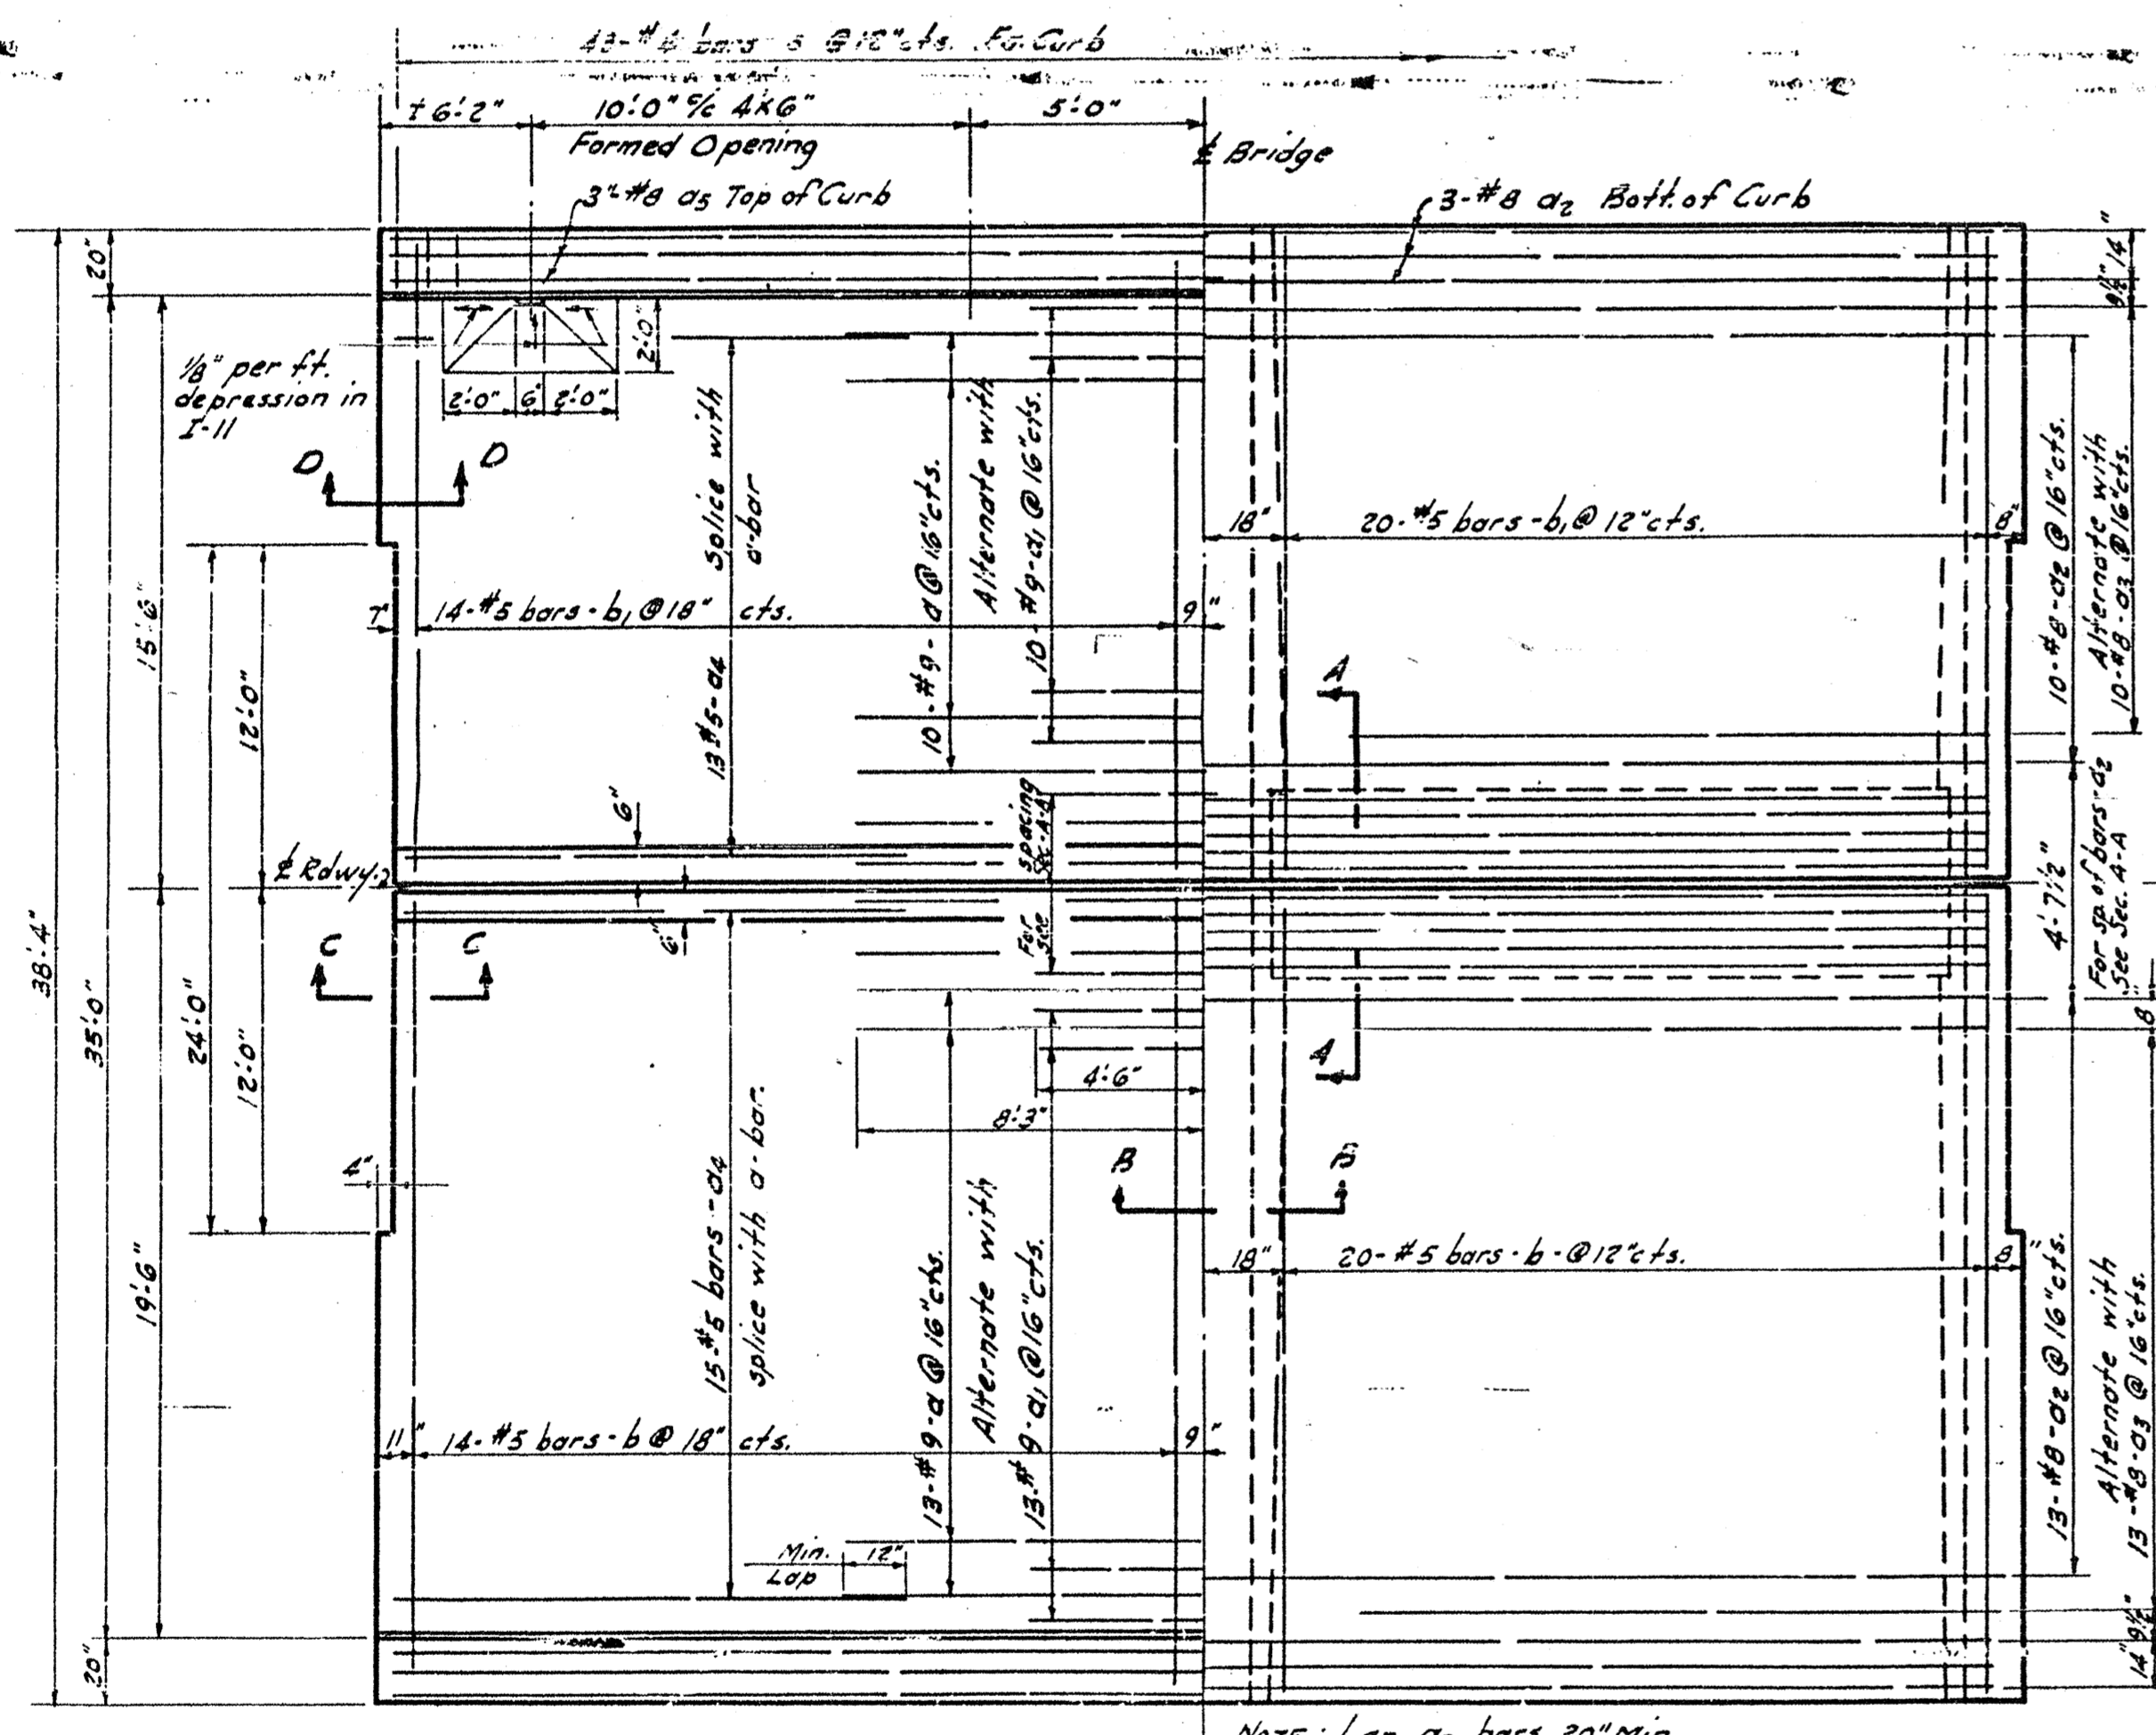 43-#4 bars @ 12"cts. Ea. Curb
± 6'-2"
10'-0" c/c 4x6"
Formed Opening
5'-0"
℄ Bridge
3-#8 a5 Top of Curb
3-#8 a2 Bott. of Curb
20"
9½" 14"
1/8" per ft.
depression in
I-11
2'-0"
2'-0" 6" 2'-0"
D D
Splice with
a-bar
13#5-a4
10-#9-a@16"cts.
Alternate with
10-#9-a1@16"cts.
18" 20-#5 bars-b1@12"cts. 8"
10-#8-a2@16"cts.
Alternate with
10-#8-a3@16"cts.
7" 14-#5 bars-b1@18" cts. 9"
38'-4"
35'-0"
15'-6"
24'-0"
12'-0"
A
6"
℄ Rdwy.
6"
For spacing
see Sec.A-A
4'-7½"
For sp. of bars-a2
See Sec. A-A
8"
C C
12'-0"
19'-6"
4'-6"
8'-3"
A
4"
B B
15-#5 bars-a4
splice with a-bar.
13-#9-a@16"cts.
Alternate with
13-#9-a1@16"cts.
18" 20-#5 bars-b-@12"cts. 8"
13-#8-a2@16"cts.
Alternate with
13-#8-a3@16"cts.
11" 14-#5 bars-b@18" cts. 9"
Min. 12"
Lap
20"
14" 9½"
NOTE: Lap bars 20" Min.